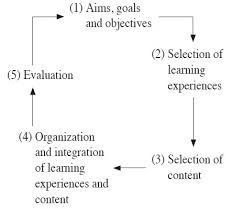 (1) Aims, goals
and objectives
(2) Selection of
learning
experiences
(3) Selection of
content
(4) Organization
and integration
of learning
experiences and
content
(5) Evaluation